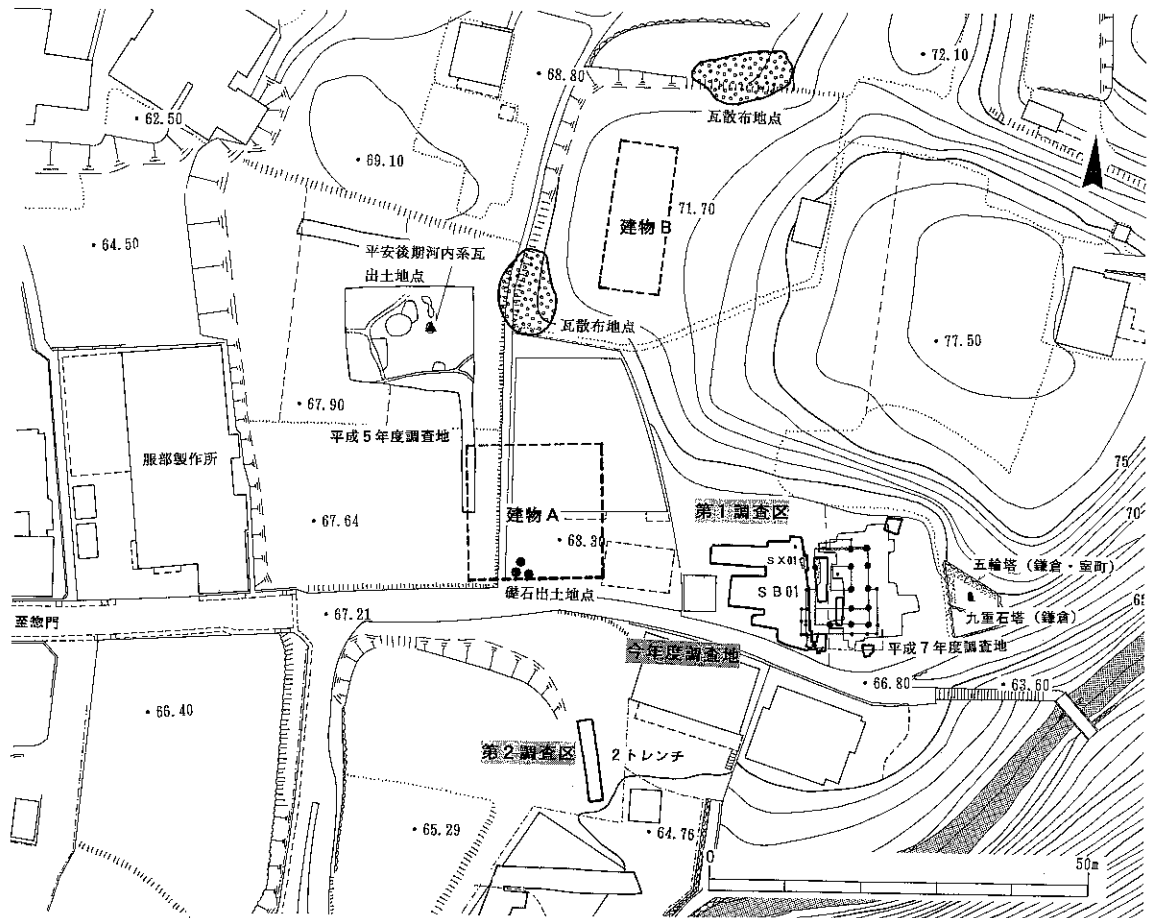 72.10
68.80
瓦散布地点
62.50
69.10
71.70
建物B
64.50
平安後期河内系瓦
出土地点
瓦散布地点
77.50
67.90
平成5年度調査地
服部製作所
75
建物A
第1調査区
70
67.64
68.30
SX01
五輪塔（鎌倉・室町）
SB01
礎石出土地点
九重石塔（鎌倉）
至惣門
67.21
平成7年度調査地
今年度調査地
66.80
63.60
66.40
第2調査区
2トレンチ
65.29
64.76
0
50m